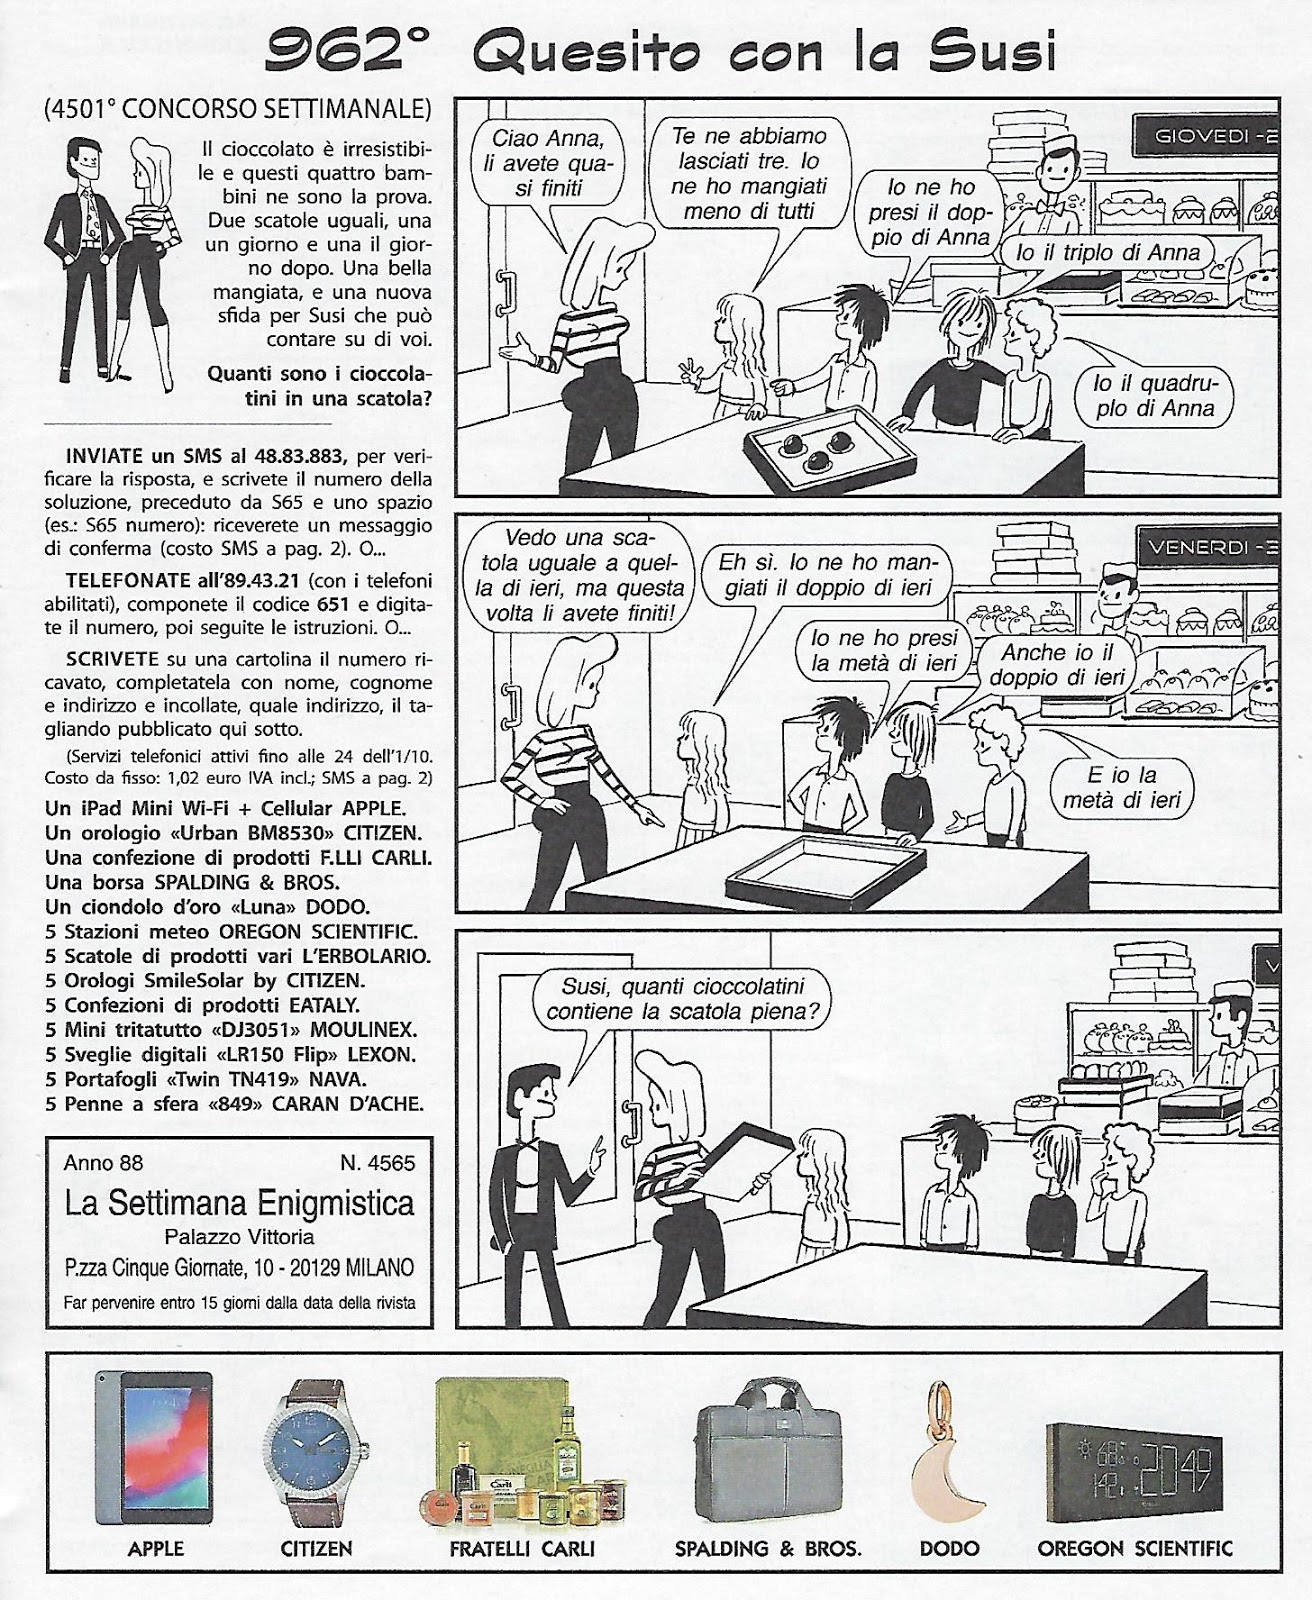 962° Quesito con la Susi
(4501° CONCORSO SETTIMANALE)
Il cioccolato è irresistibi-
le e questi quattro bam-
bini ne sono la prova.
Due scatole uguali, una
un giorno e una il gior-
no dopo. Una bella
mangiata, e una nuova
sfida per Susi che può
contare su di voi.
Quanti sono i cioccola-
tini in una scatola?
INVIATE un SMS al 48.83.883, per veri-
ficare la risposta, e scrivete il numero della
soluzione, preceduto da S65 e uno spazio
(es.: S65 numero): riceverete un messaggio
di conferma (costo SMS a pag. 2). O...
TELEFONATE all'89.43.21 (con i telefoni
abilitati), componete il codice 651 e digita-
te il numero, poi seguite le istruzioni. O...
SCRIVETE su una cartolina il numero ri-
cavato, completatela con nome, cognome
e indirizzo e incollate, quale indirizzo, il ta-
gliando pubblicato qui sotto.
(Servizi telefonici attivi fino alle 24 dell'1/10.
Costo da fisso: 1,02 euro IVA incl.; SMS a pag. 2)
Un iPad Mini Wi-Fi + Cellular APPLE.
Un orologio «Urban BM8530» CITIZEN.
Una confezione di prodotti F.LLI CARLI.
Una borsa SPALDING & BROS.
Un ciondolo d'oro «Luna» DODO.
5 Stazioni meteo OREGON SCIENTIFIC.
5 Scatole di prodotti vari L'ERBOLARIO.
5 Orologi SmileSolar by CITIZEN.
5 Confezioni di prodotti EATALY.
5 Mini tritatutto «DJ3051» MOULINEX.
5 Sveglie digitali «LR150 Flip» LEXON.
5 Portafogli «Twin TN419» NAVA.
5 Penne a sfera «849» CARAN D'ACHE.
Anno 88 N. 4565
La Settimana Enigmistica
Palazzo Vittoria
P.zza Cinque Giornate, 10 - 20129 MILANO
Far pervenire entro 15 giorni dalla data della rivista
Ciao Anna,
li avete qua-
si finiti
Te ne abbiamo
lasciati tre. Io
ne ho mangiati
meno di tutti
Io ne ho
presi il dop-
pio di Anna
Io il triplo di Anna
Io il quadru-
plo di Anna
GIOVEDI -2
Vedo una sca-
tola uguale a quel-
la di ieri, ma questa
volta li avete finiti!
Eh sì. Io ne ho man-
giati il doppio di ieri
Io ne ho presi
la metà di ieri
Anche io il
doppio di ieri
E io la
metà di ieri
VENERDI -3
Susi, quanti cioccolatini
contiene la scatola piena?
V
APPLE
CITIZEN
Carli
FRATELLI CARLI
SPALDING & BROS.
DODO
68
142
2049
OREGON SCIENTIFIC